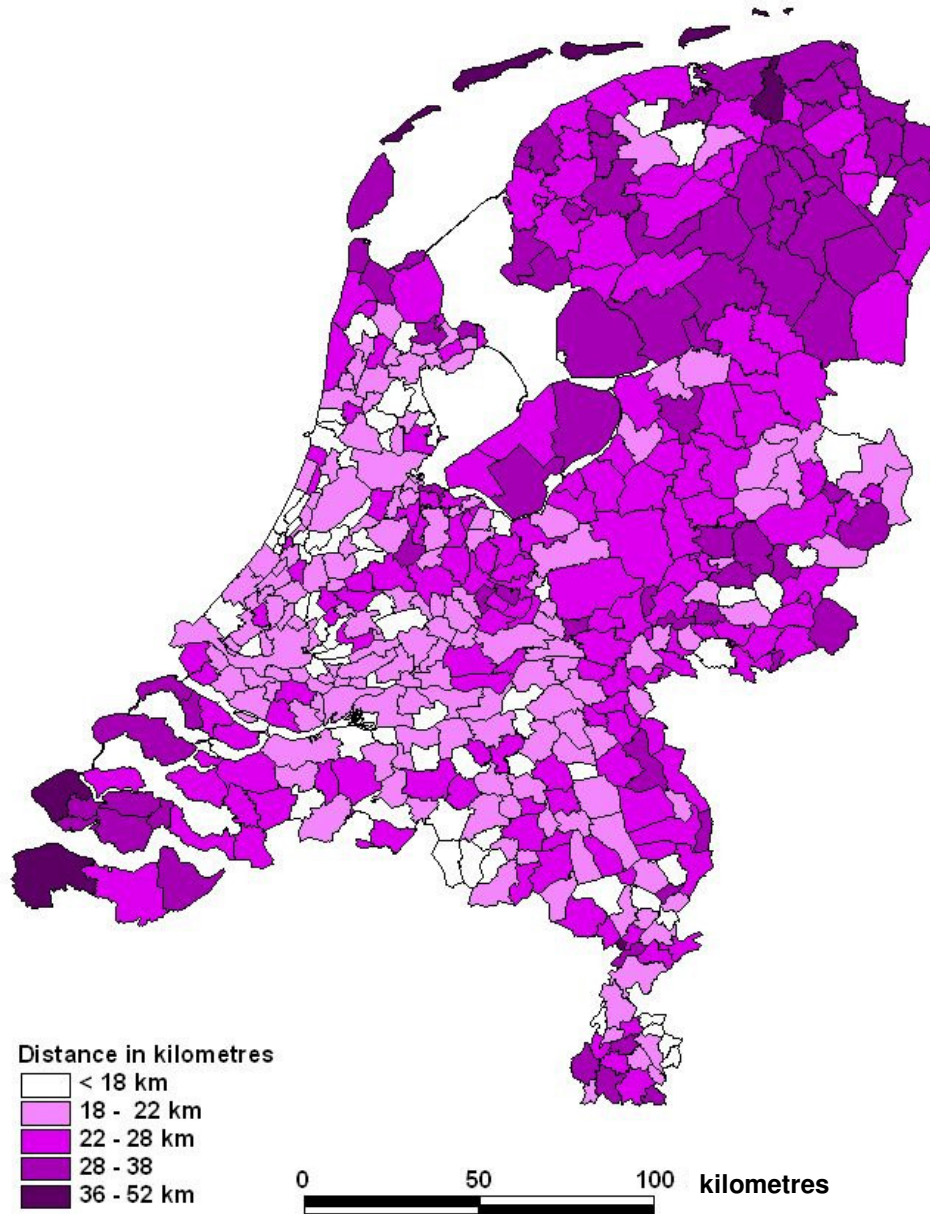 Distance in kilometres
< 18 km
18 - 22 km
22 - 28 km
28 - 38
36 - 52 km
0 50 100 kilometres